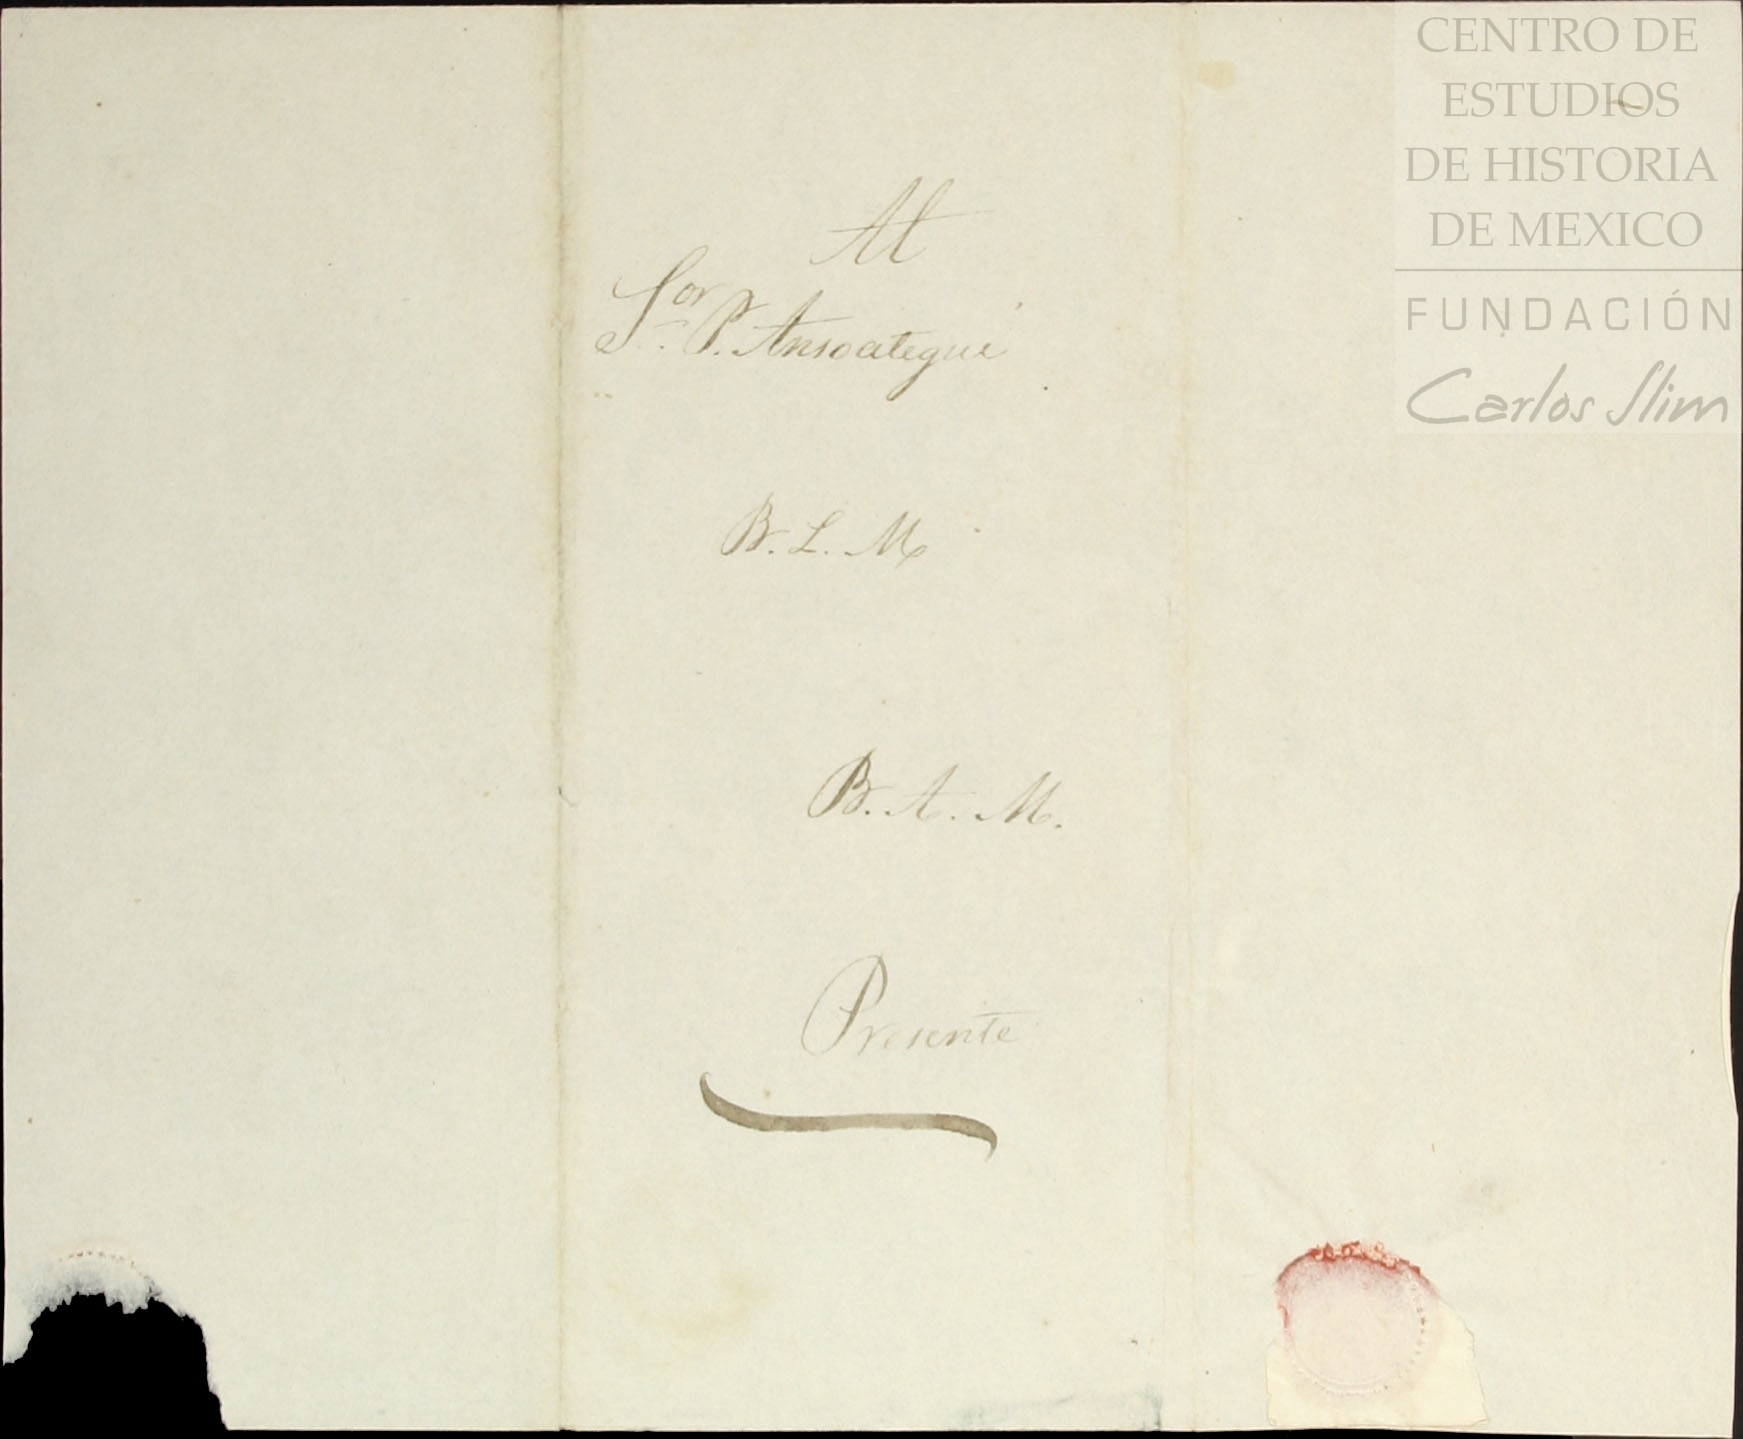 CENTRO DE
ESTUDIOS
DE HISTORIA
DE MEXICO
FUNDACIÓN
Carlos Slim
Al
Sor. P. Ansoategui
B. L. M
B. A. M.
Presente